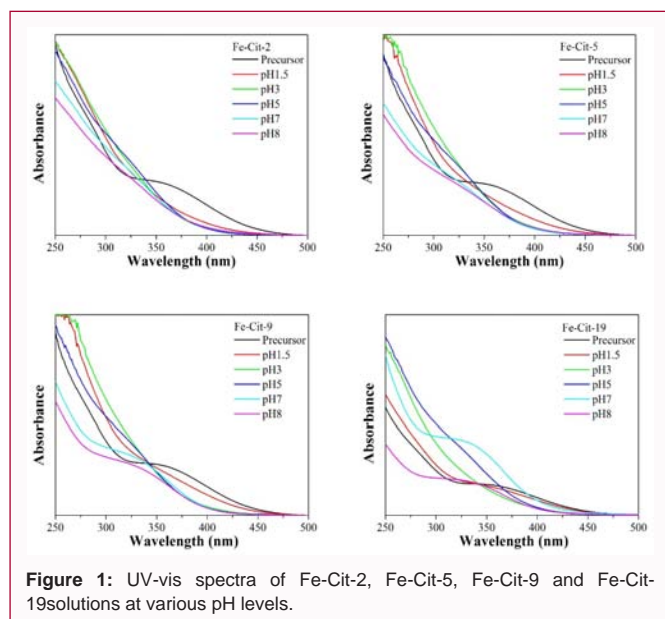 Fe-Cit-2
Precursor
pH1.5
pH3
pH5
pH7
pH8
Absorbance
250 300 350 400 450 500
Wavelength (nm)
Fe-Cit-5
Precursor
pH1.5
pH3
pH5
pH7
pH8
Absorbance
250 300 350 400 450 500
Wavelength (nm)
Fe-Cit-9
Precursor
pH1.5
pH3
pH5
pH7
pH8
Absorbance
250 300 350 400 450 500
Wavelength (nm)
Fe-Cit-19
Precursor
pH1.5
pH3
pH5
pH7
pH8
Absorbance
250 300 350 400 450 500
Wavelength (nm)
Figure 1: UV-vis spectra of Fe-Cit-2, Fe-Cit-5, Fe-Cit-9 and Fe-Cit-
19solutions at various pH levels.